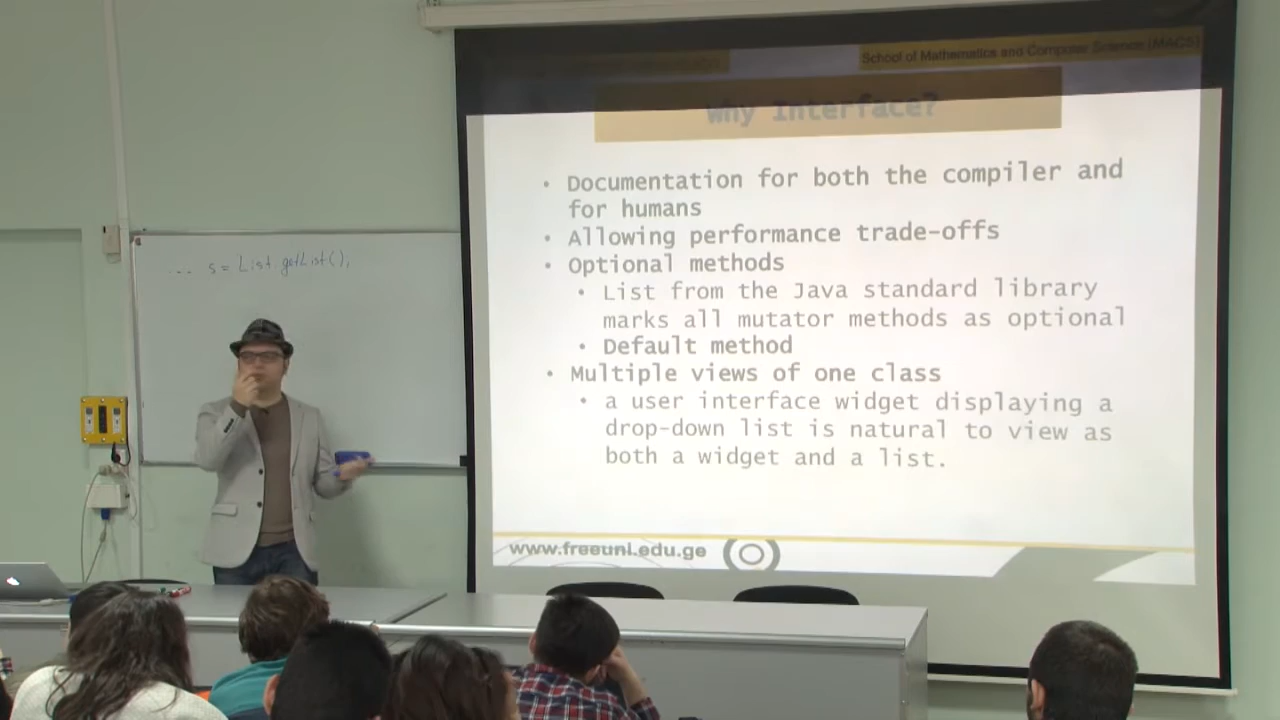 School of Mathematics and Computer Science (MACS)
Why Interface?
• Documentation for both the compiler and
for humans
• Allowing performance trade-offs
• Optional methods
• List from the Java standard library
marks all mutator methods as optional
• Default method
• Multiple views of one class
• a user interface widget displaying a
drop-down list is natural to view as
both a widget and a list.
www.freeuni.edu.ge
... s = List.getList();